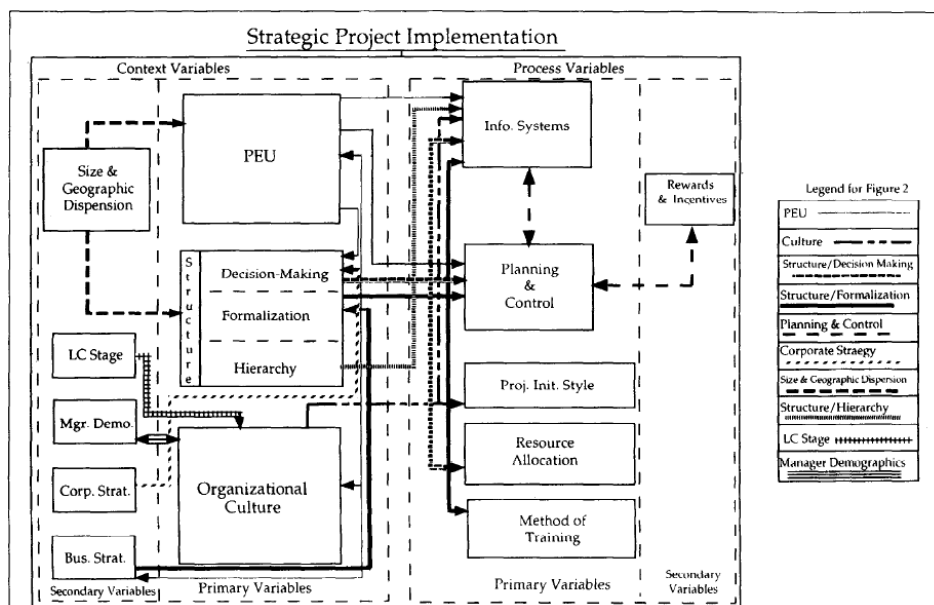 Strategic Project Implementation
Context Variables
Process Variables
Size &
Geographic
Dispension
PEU
Structure
Decision-Making
Formalization
Hierarchy
LC Stage
Mgr. Demo.
Corp. Strat.
Bus. Strat.
Organizational
Culture
Secondary Variables
Primary Variables
Info. Systems
Planning
&
Control
Proj. Init. Style
Resource
Allocation
Method of
Training
Primary Variables
Rewards
& Incentives
Secondary
Variables
Legend for Figure 2
PEU
Culture
Structure/Decision Making
Structure/Formalization
Planning & Control
Corporate Straegy
Size & Geographic Dispersion
Structure/Hierarchy
LC Stage
Manager Demographics